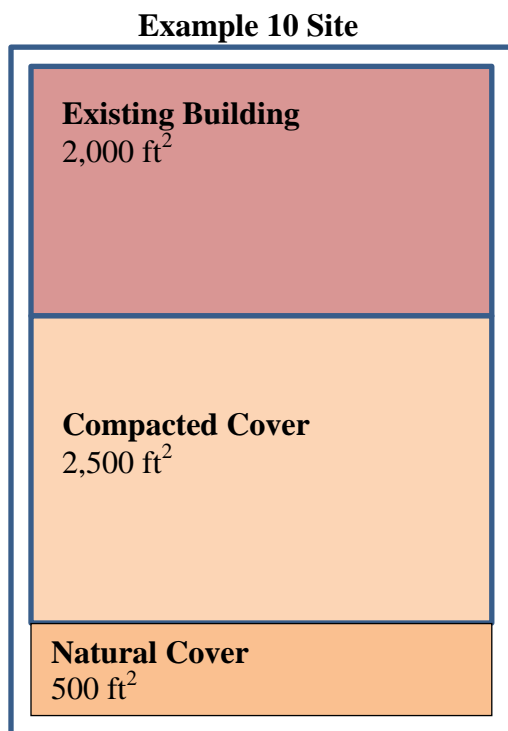 Example 10 Site
Existing Building
2,000 ft²
Compacted Cover
2,500 ft²
Natural Cover
500 ft²